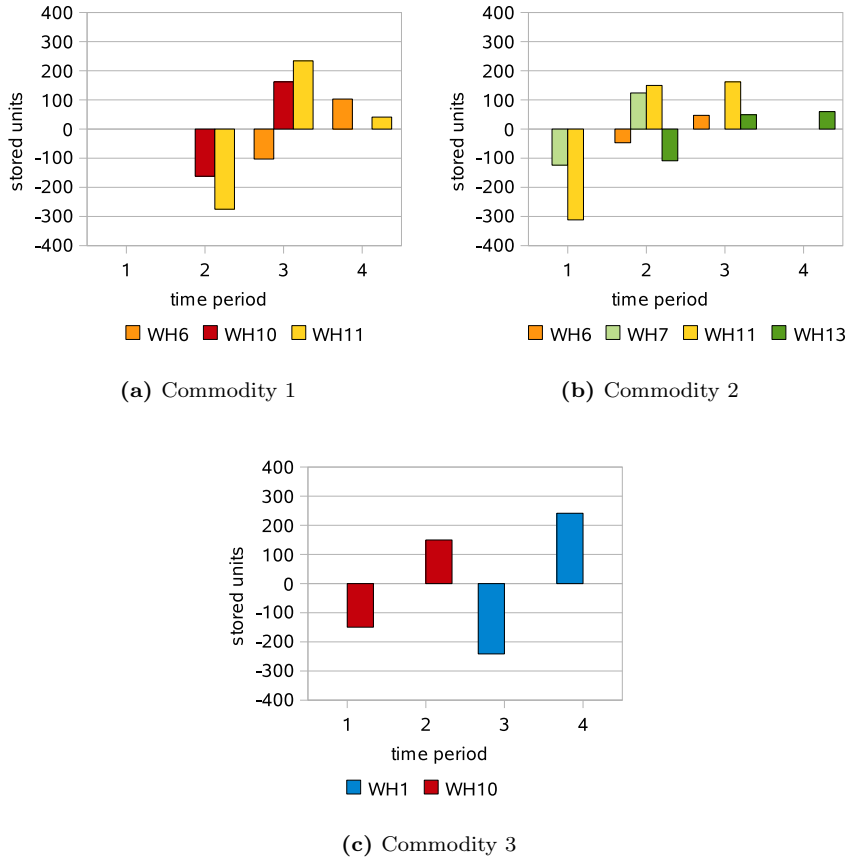 400
300
200
100
0
-100
-200
-300
-400
stored units
1 2 3 4
time period
WH6 WH10 WH11
(a) Commodity 1
400
300
200
100
0
-100
-200
-300
-400
stored units
1 2 3 4
time period
WH6 WH7 WH11 WH13
(b) Commodity 2
400
300
200
100
0
-100
-200
-300
-400
stored units
1 2 3 4
time period
WH1 WH10
(c) Commodity 3